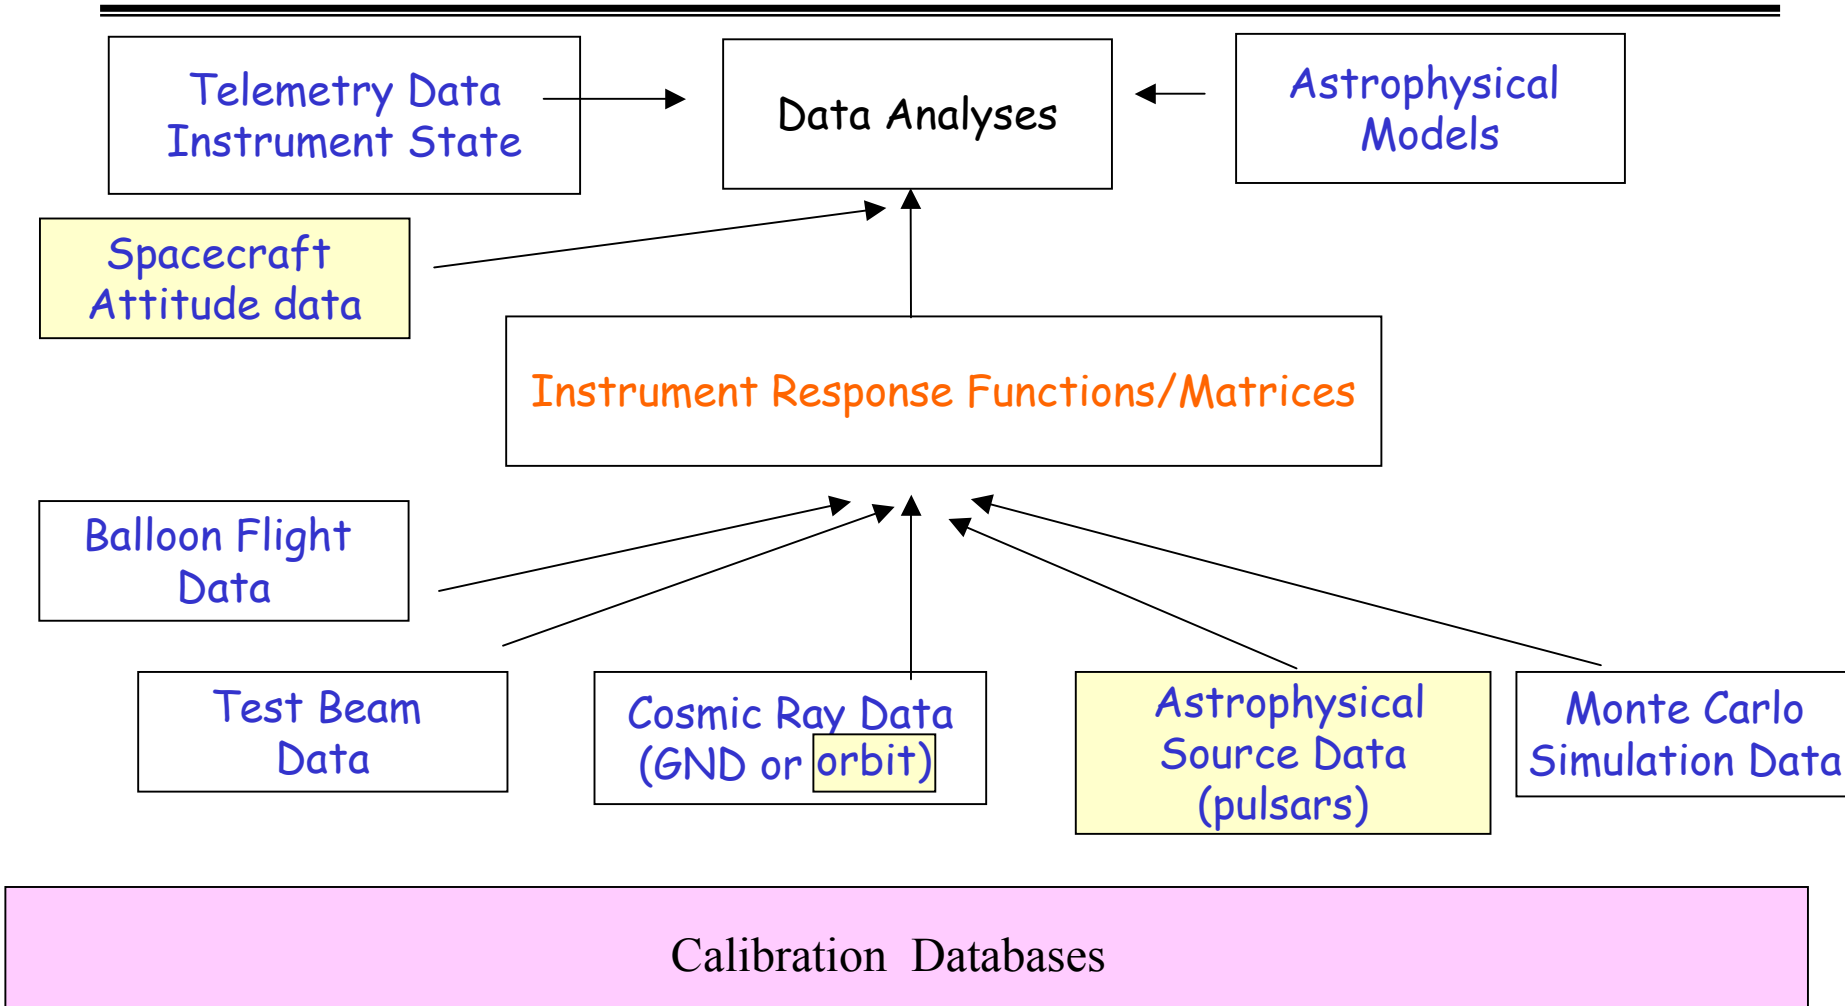 Telemetry Data
Instrument State
Data Analyses
Astrophysical
Models
Spacecraft
Attitude data
Instrument Response Functions/Matrices
Balloon Flight
Data
Test Beam
Data
Cosmic Ray Data
(GND or orbit)
Astrophysical
Source Data
(pulsars)
Monte Carlo
Simulation Data
Calibration Databases